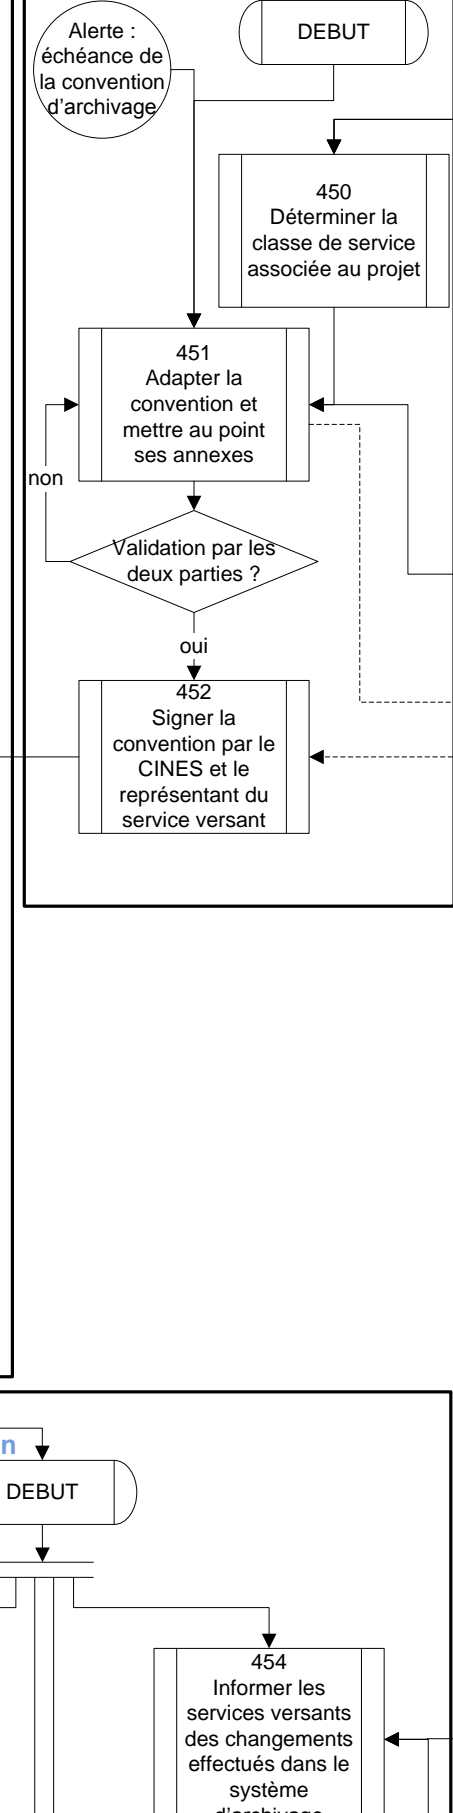 Alerte :
échéance de
la convention
d'archivage
DEBUT
450
Déterminer la
classe de service
associée au projet
451
Adapter la
convention et
mettre au point
ses annexes
non
Validation par les
deux parties ?
oui
452
Signer la
convention par le
CINES et le
représentant du
service versant
n
DEBUT
454
Informer les
services versants
des changements
effectués dans le
système
d'archivage